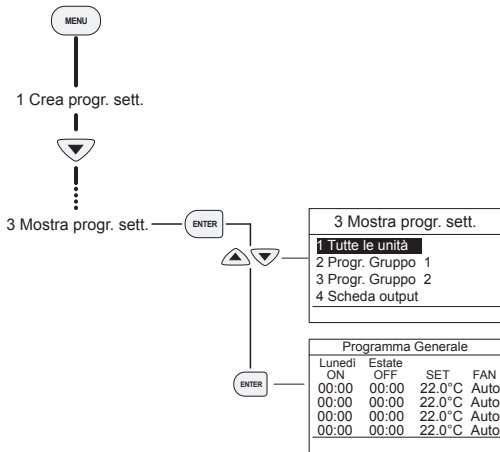 MENU
1 Crea progr. sett.
3 Mostra progr. sett.
ENTER
3 Mostra progr. sett.
1 Tutte le unità
2 Progr. Gruppo 1
3 Progr. Gruppo 2
4 Scheda output
ENTER
Programma Generale
Lunedì Estate
ON OFF SET FAN
00:00 00:00 22.0°C Auto
00:00 00:00 22.0°C Auto
00:00 00:00 22.0°C Auto
00:00 00:00 22.0°C Auto